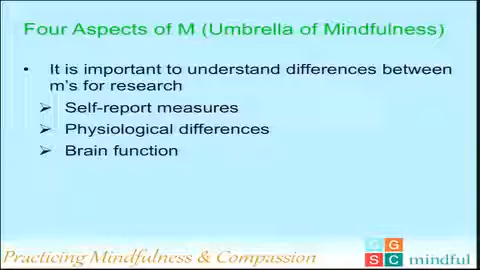 Four Aspects of M (Umbrella of Mindfulness)
• It is important to understand differences between
m's for research
➢ Self-report measures
➢ Physiological differences
➢ Brain function
Practicing Mindfulness & Compassion
G G
S C mindful